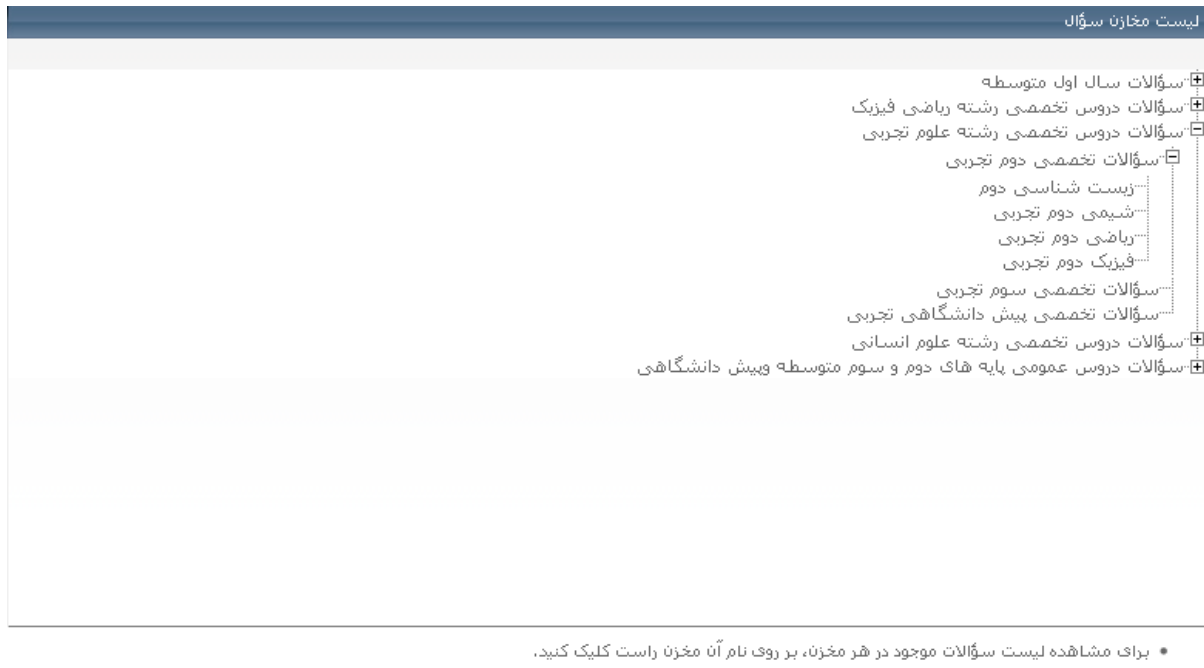 لیست مخازن سؤال
سؤالات سال اول متوسطه
سؤالات دروس تخصصی رشته ریاضی فیزیک
سؤالات دروس تخصصی رشته علوم تجربی
سؤالات تخصصی دوم تجربی
زیست شناسی دوم
شیمی دوم تجربی
ریاضی دوم تجربی
فیزیک دوم تجربی
سؤالات تخصصی سوم تجربی
سؤالات تخصصی پیش دانشگاهی تجربی
سؤالات دروس تخصصی رشته علوم انسانی
سؤالات دروس عمومی پایه های دوم و سوم متوسطه وپیش دانشگاهی
• برای مشاهده لیست سؤالات موجود در هر مخزن، بر روی نام آن مخزن راست کلیک کنید.